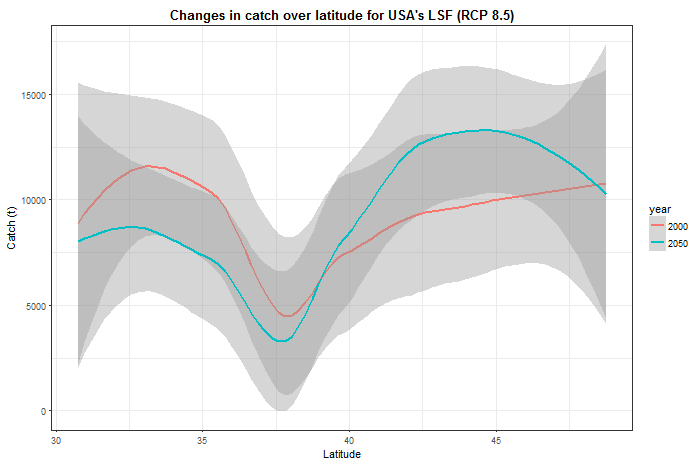 Changes in catch over latitude for USA's LSF (RCP 8.5)
15000
10000
5000
0
Catch (t)
30
35
40
45
Latitude
year
2000
2050